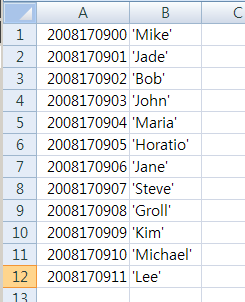 A B C
1 2008170900 'Mike'
2 2008170901 'Jade'
3 2008170902 'Bob'
4 2008170903 'John'
5 2008170904 'Maria'
6 2008170905 'Horatio'
7 2008170906 'Jane'
8 2008170907 'Steve'
9 2008170908 'Groll'
10 2008170909 'Kim'
11 2008170910 'Michael'
12 2008170911 'Lee'
13